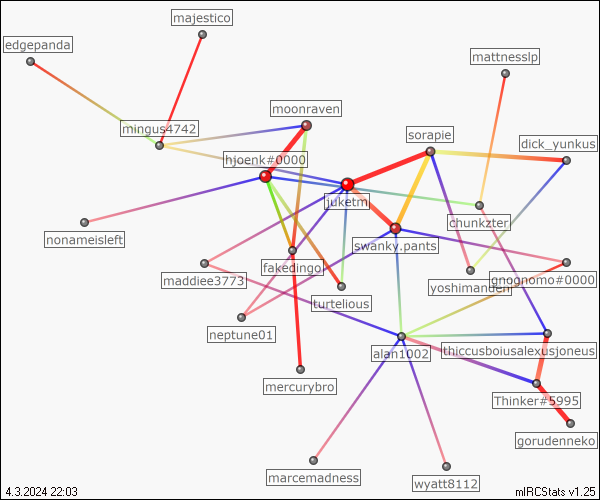 majestico
edgepanda
mattnesslp
moonraven
mingus4742
sorapie
dick_yunkus
hjoenk#0000
juketm
chunkzter
nonameisleft
swanky.pants
fakedingo
maddiee3773
gnognomo#0000
yoshimanden
turtelious
neptune01
alan1002
thiccusboiusalexusjoneus
mercurybro
Thinker#5995
gorudenneko
marcemadness
wyatt8112
4.3.2024 22:03
mIRCStats v1.25